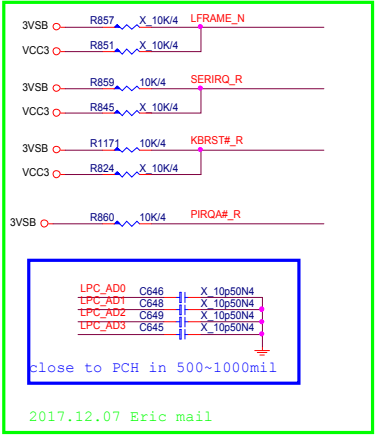 3VSB R857 X_10K/4 LFRAME_N
VCC3 R851 X_10K/4
3VSB R859 10K/4 SERIRQ_R
VCC3 R845 X_10K/4
3VSB R1171 10K/4 KBRST#_R
VCC3 R824 X_10K/4
3VSB R860 10K/4 PIRQA#_R
LPC_AD0 C646 X_10p50N4
LPC_AD1 C648 X_10p50N4
LPC_AD2 C649 X_10p50N4
LPC_AD3 C645 X_10p50N4
close to PCH in 500~1000mil
2017.12.07 Eric mail